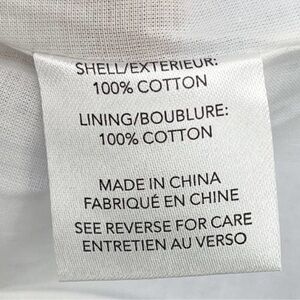 SHELL/EXTERIEUR:
100% COTTON
LINING/BOUBLURE:
100% COTTON
MADE IN CHINA
FABRIQUÉ EN CHINE
SEE REVERSE FOR CARE
ENTRETIEN AU VERSO